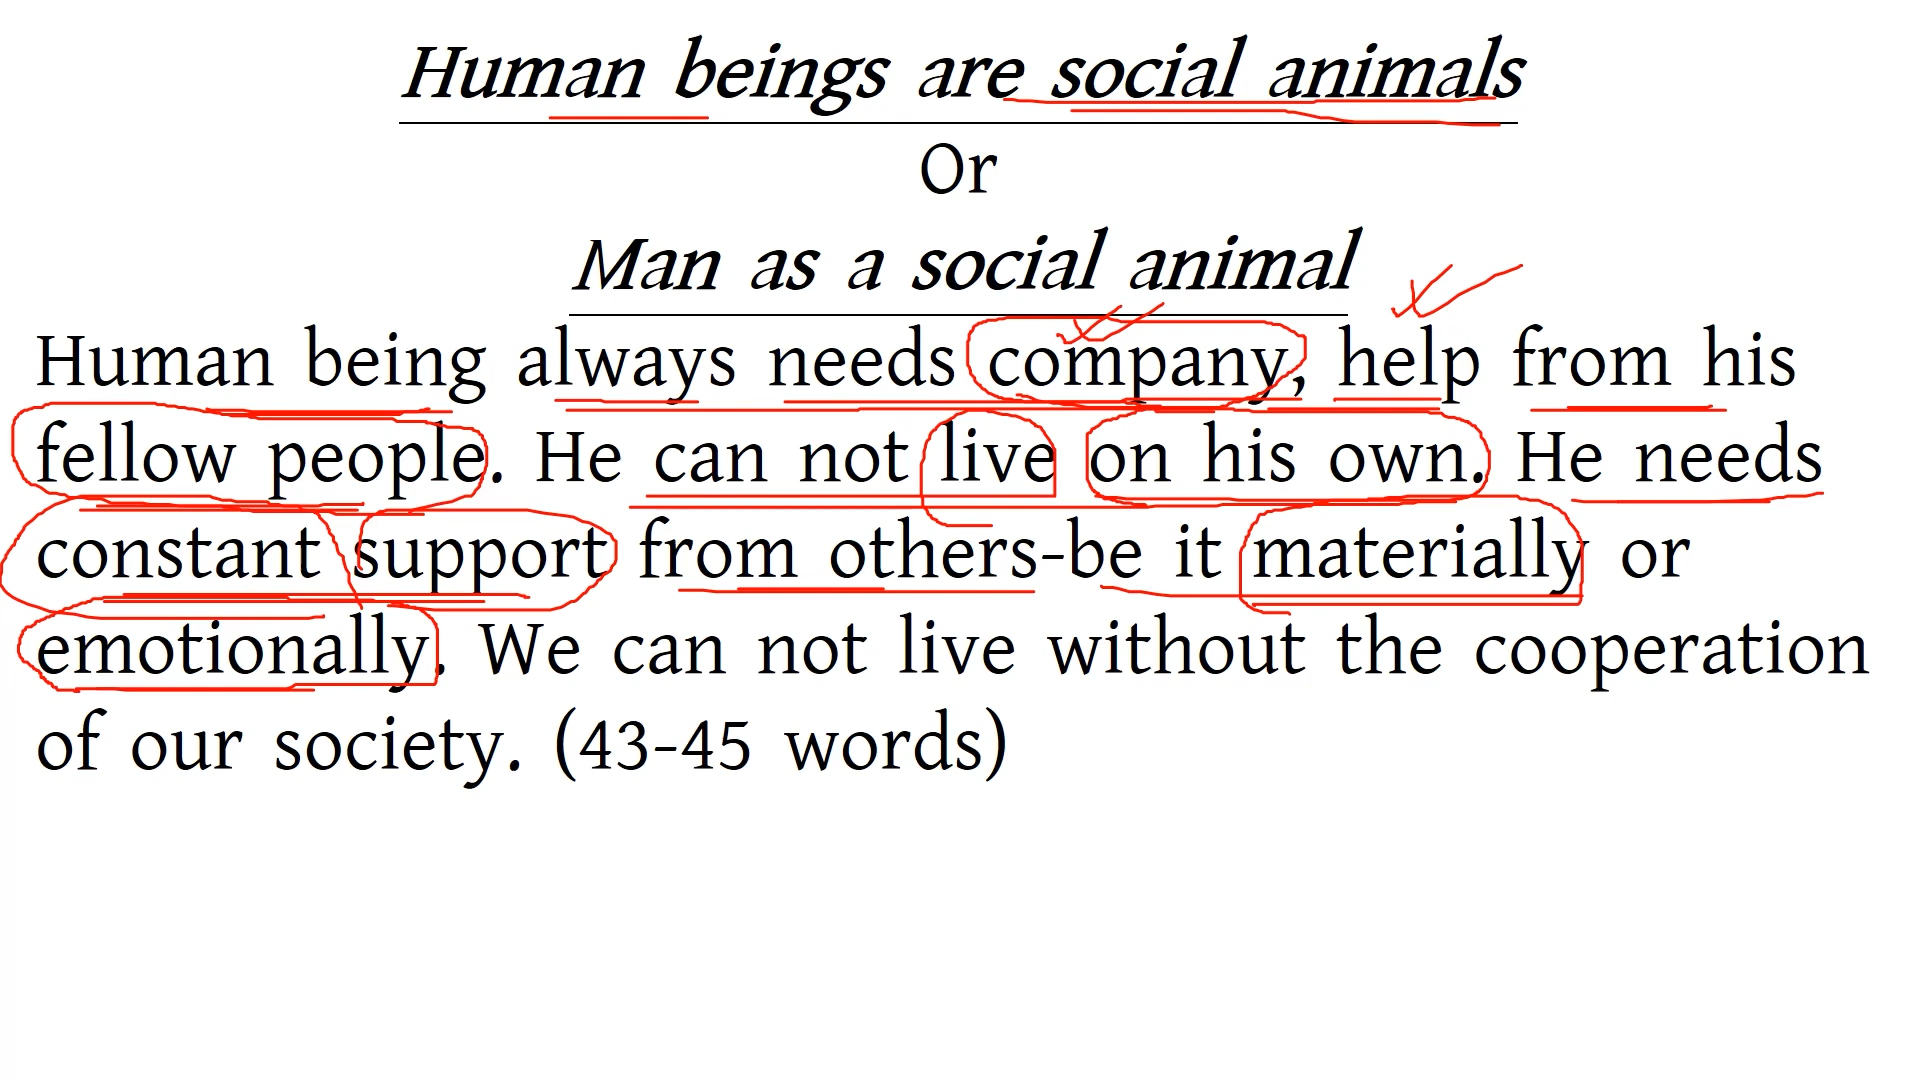 Human beings are social animals
Or
Man as a social animal
Human being always needs company, help from his
fellow people. He can not live on his own. He needs
constant support from others-be it materially or
emotionally. We can not live without the cooperation
of our society. (43-45 words)